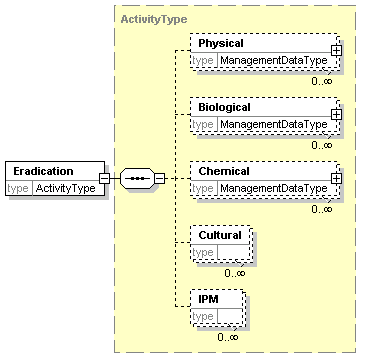 ActivityType
Physical
type ManagementDataType
0..∞
Biological
type ManagementDataType
0..∞
Eradication
type ActivityType
Chemical
type ManagementDataType
0..∞
Cultural
type
0..∞
IPM
type
0..∞